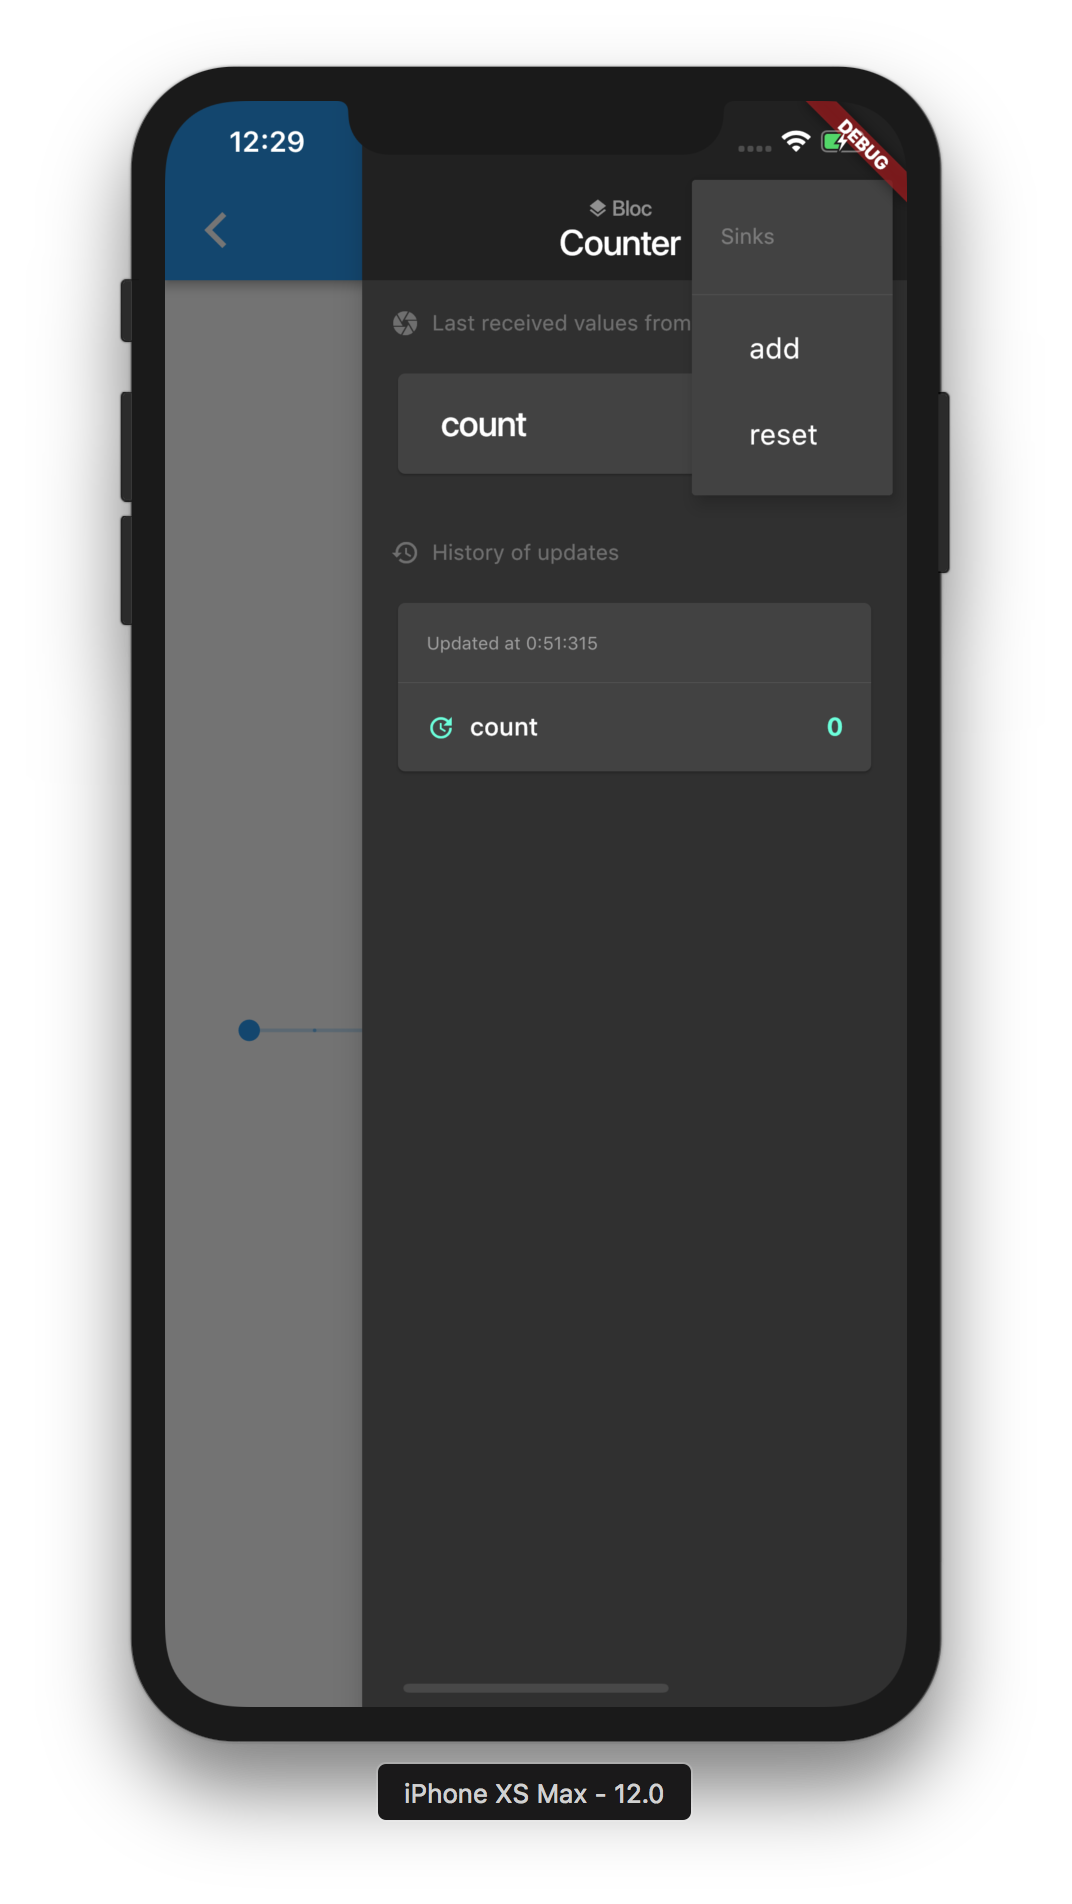 12:29
DEBUG
Bloc
Counter
Sinks
add
reset
Last received values from
count
History of updates
Updated at 0:51:315
count 0
iPhone XS Max - 12.0